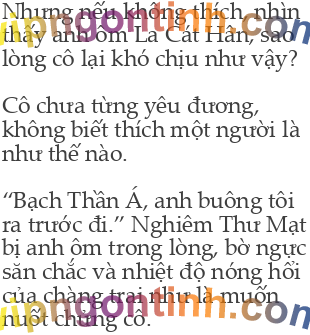 Nhưng nếu không thích, nhìn
thấy anh ôm La Cát Hân, sao
lòng cô lại khó chịu như vậy?
Cô chưa từng yêu đương,
không biết thích một người là
như thế nào.
“Bạch Thần Á, anh buông tôi
ra trước đi.” Nghiêm Thư Mạt
bị anh ôm trong lòng, bờ ngực
săn chắc và nhiệt độ nóng hổi
của chàng trai như là muốn
nuốt chửng cô.
vipngontinh.com
vipngontinh.com